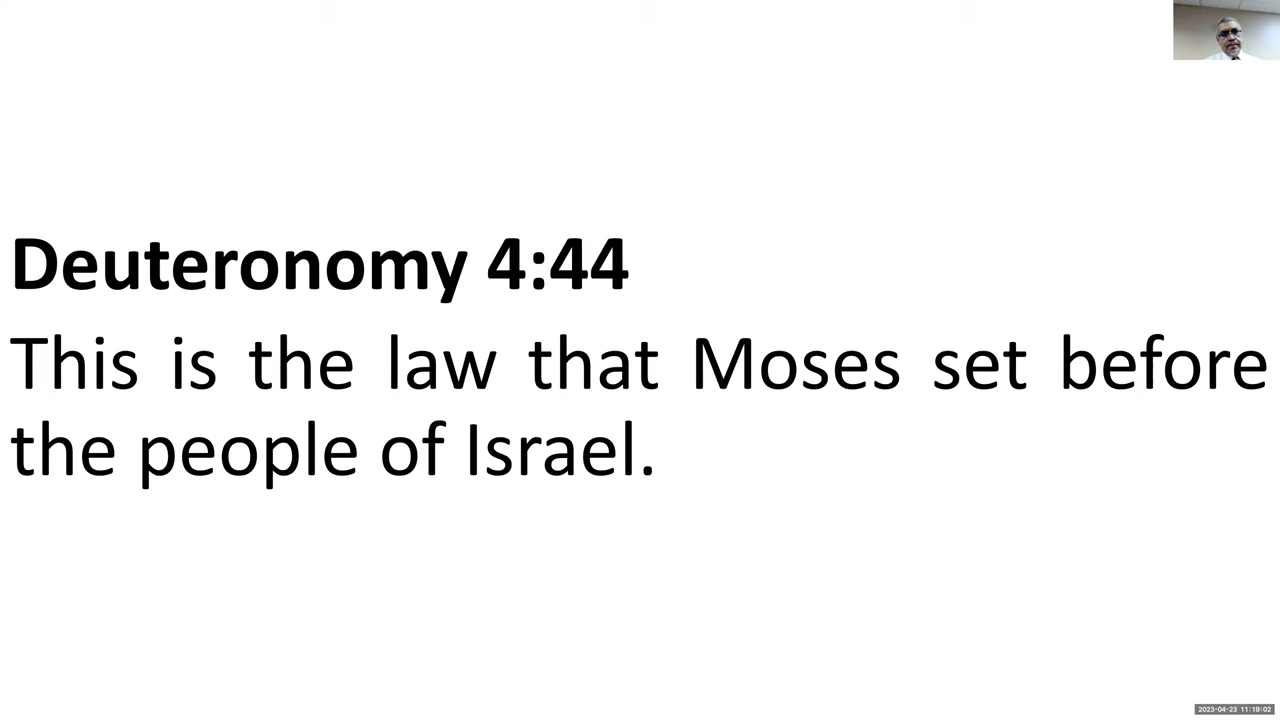 Deuteronomy 4:44
This is the law that Moses set before
the people of Israel.
2023-04-23 11:19:02